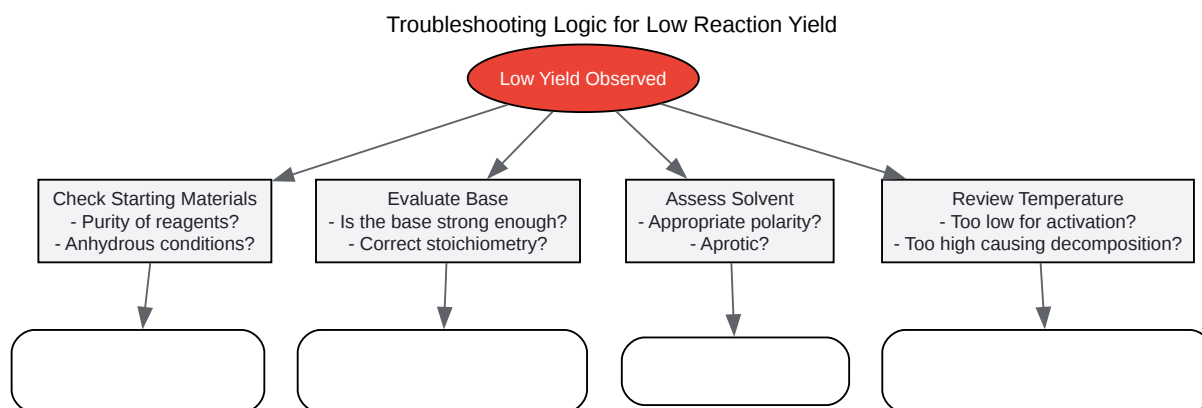 Troubleshooting Logic for Low Reaction Yield
Low Yield Observed
Check Starting Materials
- Purity of reagents?
- Anhydrous conditions?
Evaluate Base
- Is the base strong enough?
- Correct stoichiometry?
Assess Solvent
- Appropriate polarity?
- Aprotic?
Review Temperature
- Too low for activation?
- Too high causing decomposition?